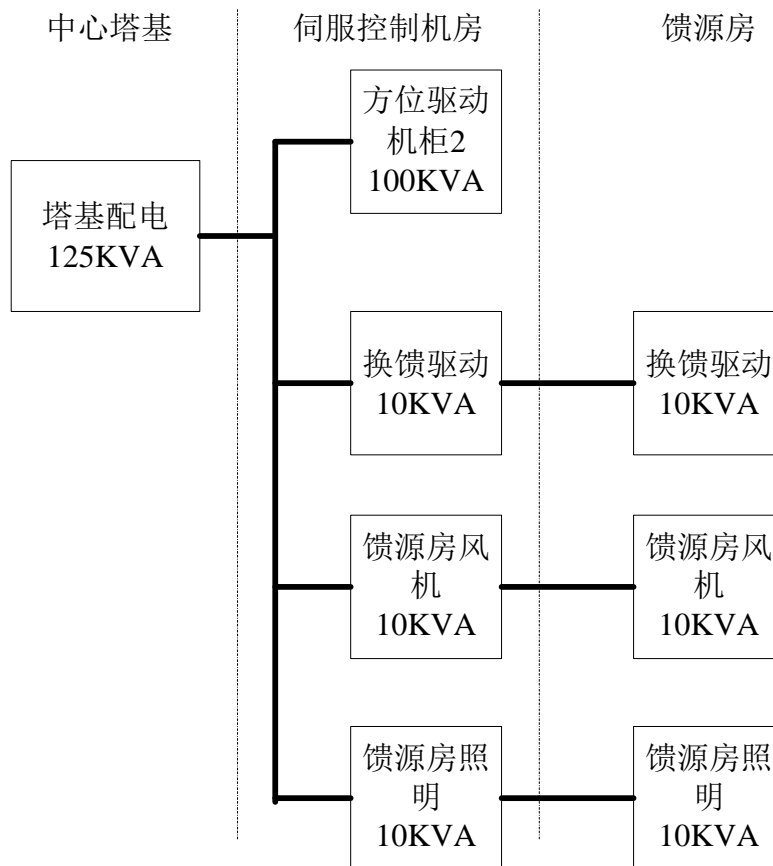 中心塔基
伺服控制机房
馈源房
方位驱动
机柜2
100KVA
塔基配电
125KVA
换馈驱动
10KVA
换馈驱动
10KVA
馈源房风
机
10KVA
馈源房风
机
10KVA
馈源房照
明
10KVA
馈源房照
明
10KVA